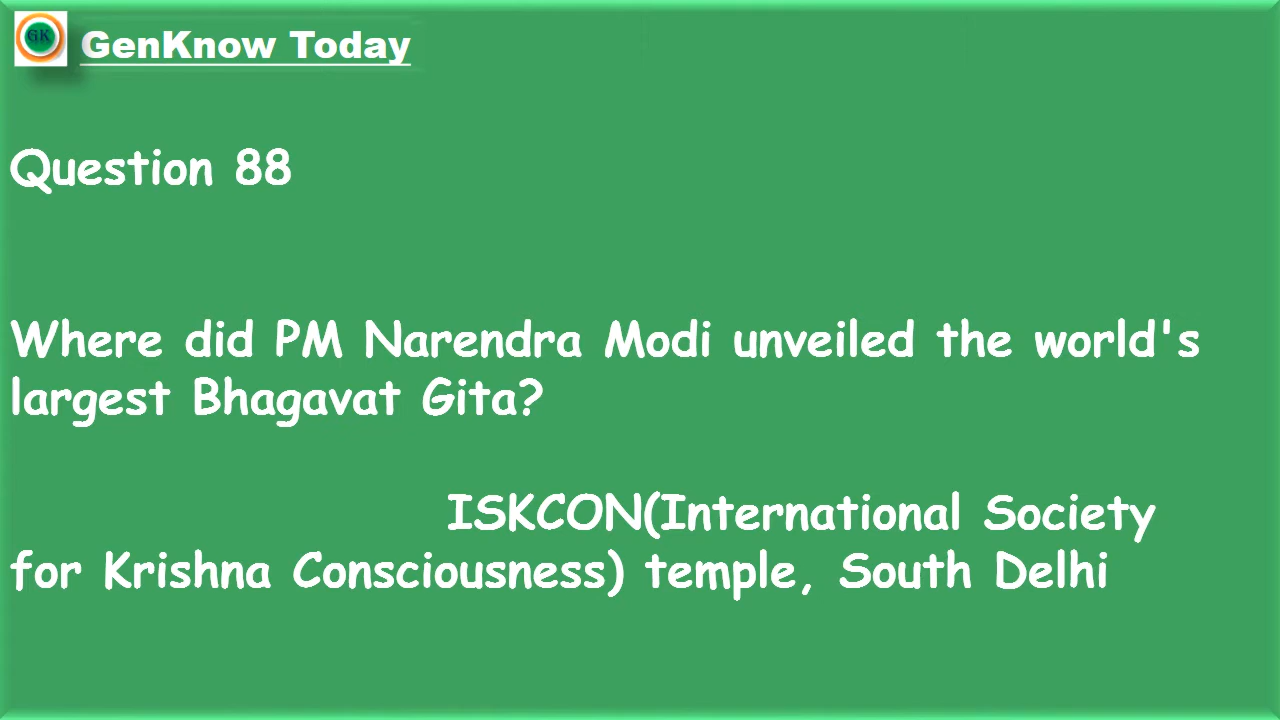 GK
GenKnow Today
Question 88
Where did PM Narendra Modi unveiled the world's
largest Bhagavat Gita?
ISKCON(International Society
for Krishna Consciousness) temple, South Delhi